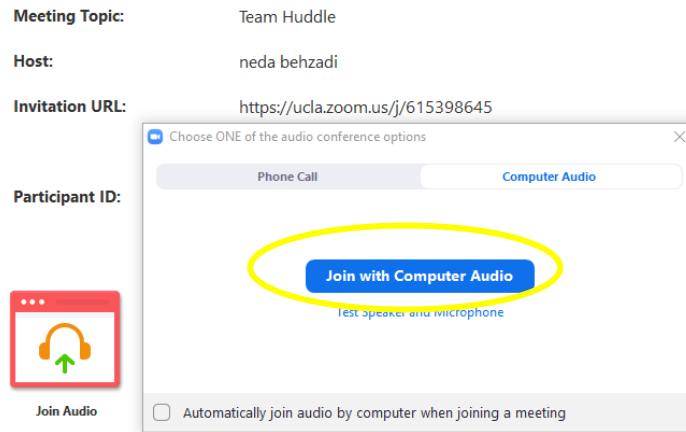 Meeting Topic: Team Huddle
Host: neda behzadi
Invitation URL: https://ucla.zoom.us/j/615398645
Choose ONE of the audio conference options
Phone Call Computer Audio
Participant ID:
Join with Computer Audio
Test Speaker and Microphone
Automatically join audio by computer when joining a meeting
Join Audio